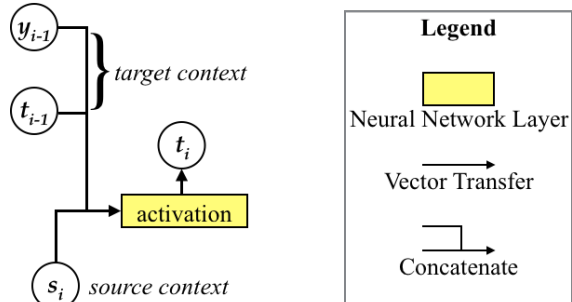 y_{i-1}
target context
t_{i-1}
t_i
activation
s_i
source context
Legend
Neural Network Layer
Vector Transfer
Concatenate